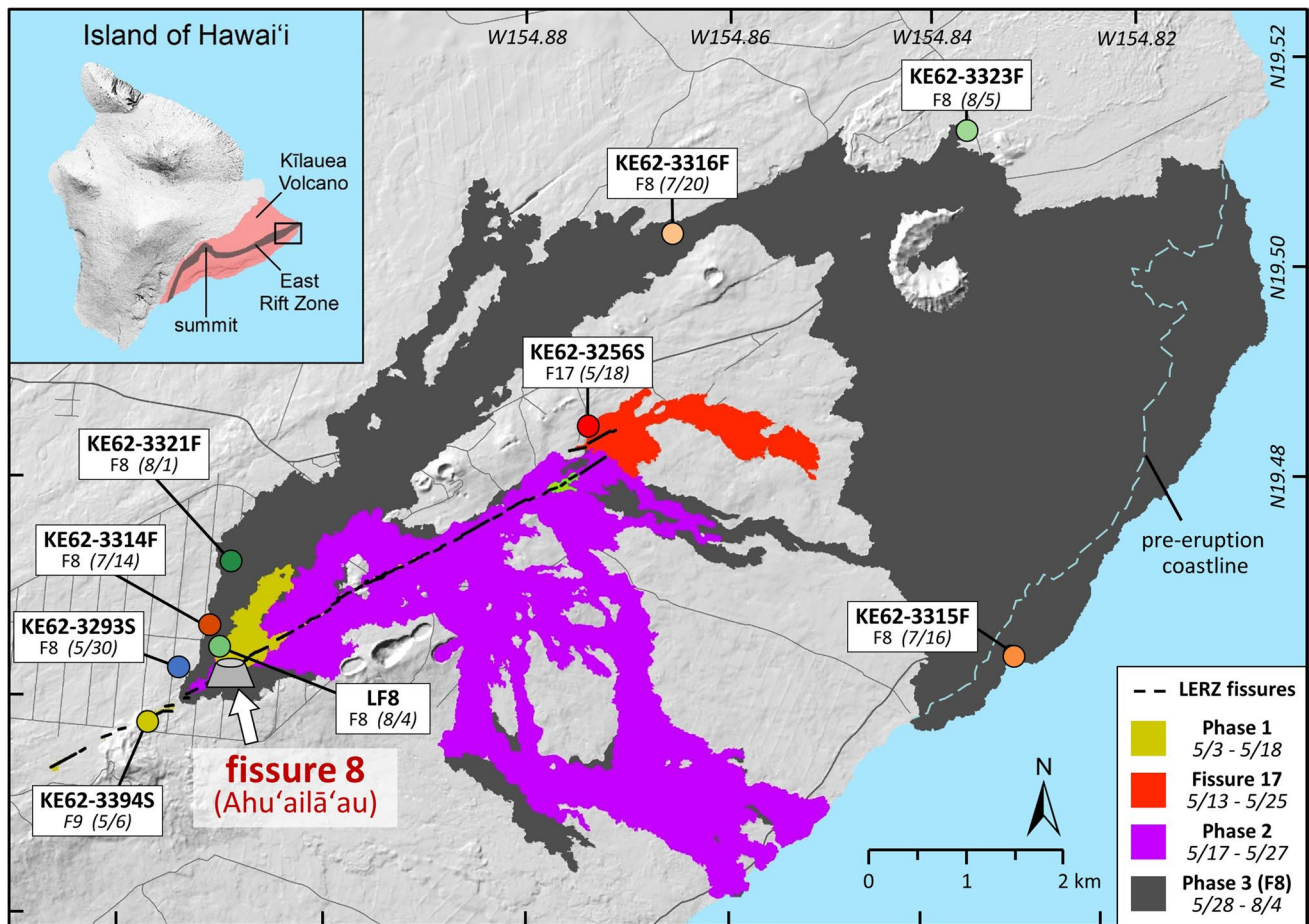 Island of Hawaiʻi
Kīlauea
Volcano
East
Rift Zone
summit
W154.88
W154.86
W154.84
W154.82
N19.52
N19.50
N19.48
KE62-3323F
F8 (8/5)
KE62-3316F
F8 (7/20)
KE62-3256S
F17 (5/18)
KE62-3321F
F8 (8/1)
KE62-3314F
F8 (7/14)
KE62-3293S
F8 (5/30)
KE62-3394S
F9 (5/6)
LF8
F8 (8/4)
fissure 8
(Ahuʻailāʻau)
KE62-3315F
F8 (7/16)
pre-eruption
coastline
N
0 1 2 km
LERZ fissures
Phase 1
5/3 - 5/18
Fissure 17
5/13 - 5/25
Phase 2
5/17 - 5/27
Phase 3 (F8)
5/28 - 8/4